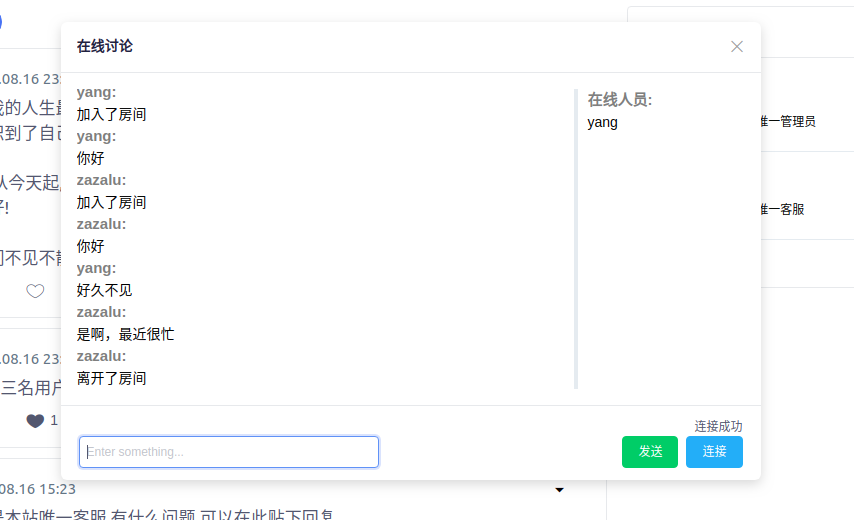 在线讨论
yang:
加入了房间
yang:
你好
zazalu:
加入了房间
zazalu:
你好
yang:
好久不见
zazalu:
是啊，最近很忙
zazalu:
离开了房间
在线人员:
yang
连接成功
Enter something...
发送
连接
.08.16 23:
的人生
到了自己
从今天起,
!
不见不散
.08.16 23:
三名用户
1
08.16 15:23
是本站唯一客服,有什么问题,可以在此贴下回复
唯一管理员
唯一客服